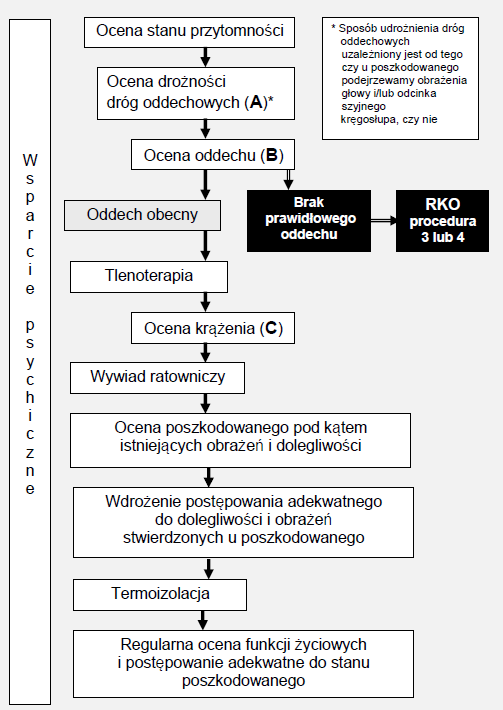 Wsparcie psychiczne
Ocena stanu przytomności
* Sposób udrożnienia dróg
oddechowych
uzależniony jest od tego
czy u poszkodowanego
podejrzewamy obrażenia
głowy i/lub odcinka
szyjnego
kręgosłupa, czy nie
Ocena drożności
dróg oddechowych (A)*
Ocena oddechu (B)
Oddech obecny
Brak
prawidłowego
oddechu
RKO
procedura
3 lub 4
Tlenoterapia
Ocena krążenia (C)
Wywiad ratowniczy
Ocena poszkodowanego pod kątem
istniejących obrażeń i dolegliwości
Wdrożenie postępowania adekwatnego
do dolegliwości i obrażeń
stwierdzonych u poszkodowanego
Termoizolacja
Regularna ocena funkcji życiowych
i postępowanie adekwatne do stanu
poszkodowanego